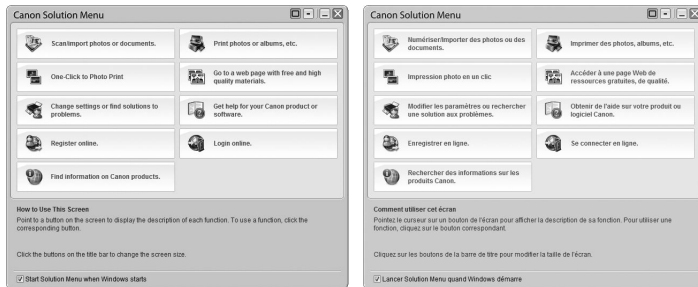 Canon Solution Menu
Scan/import photos or documents.
Print photos or albums, etc.
One-Click to Photo Print
Go to a web page with free and high
quality materials.
Change settings or find solutions to
problems.
Get help for your Canon product or
software.
Register online.
Login online.
Find information on Canon products.
How to Use This Screen
Point to a button on the screen to display the description of each function. To use a function, click the
corresponding button.
Click the buttons on the title bar to change the screen size.
Start Solution Menu when Windows starts
Canon Solution Menu
Numériser/Importer des photos ou des
documents.
Imprimer des photos, albums, etc.
Impression photo en un clic
Accéder à une page Web de
ressources gratuites, de qualité.
Modifier les paramètres ou rechercher
une solution aux problèmes.
Obtenir de l'aide sur votre produit ou
logiciel Canon.
Enregistrer en ligne.
Se connecter en ligne.
Rechercher des informations sur les
produits Canon.
Comment utiliser cet écran
Pointez le curseur sur un bouton de l'écran pour afficher la description de sa fonction. Pour utiliser une
fonction, cliquez sur le bouton correspondant.
Cliquez sur les boutons de la barre de titre pour modifier la taille de l'écran.
Lancer Solution Menu quand Windows démarre